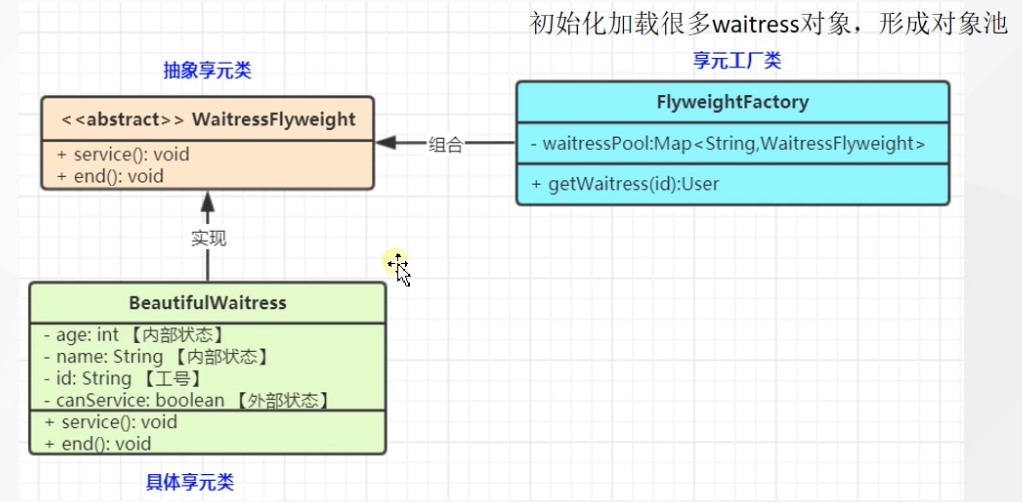 初始化加载很多waitress对象，形成对象池
抽象享元类
享元工厂类
<<abstract>> WaitressFlyweight
+ service(): void
+ end(): void
组合
FlyweightFactory
- waitressPool:Map<String,WaitressFlyweight>
+ getWaitress(id):User
实现
BeautifulWaitress
- age: int 【内部状态】
- name: String 【内部状态】
- id: String 【工号】
- canService: boolean 【外部状态】
+ service(): void
+ end(): void
具体享元类